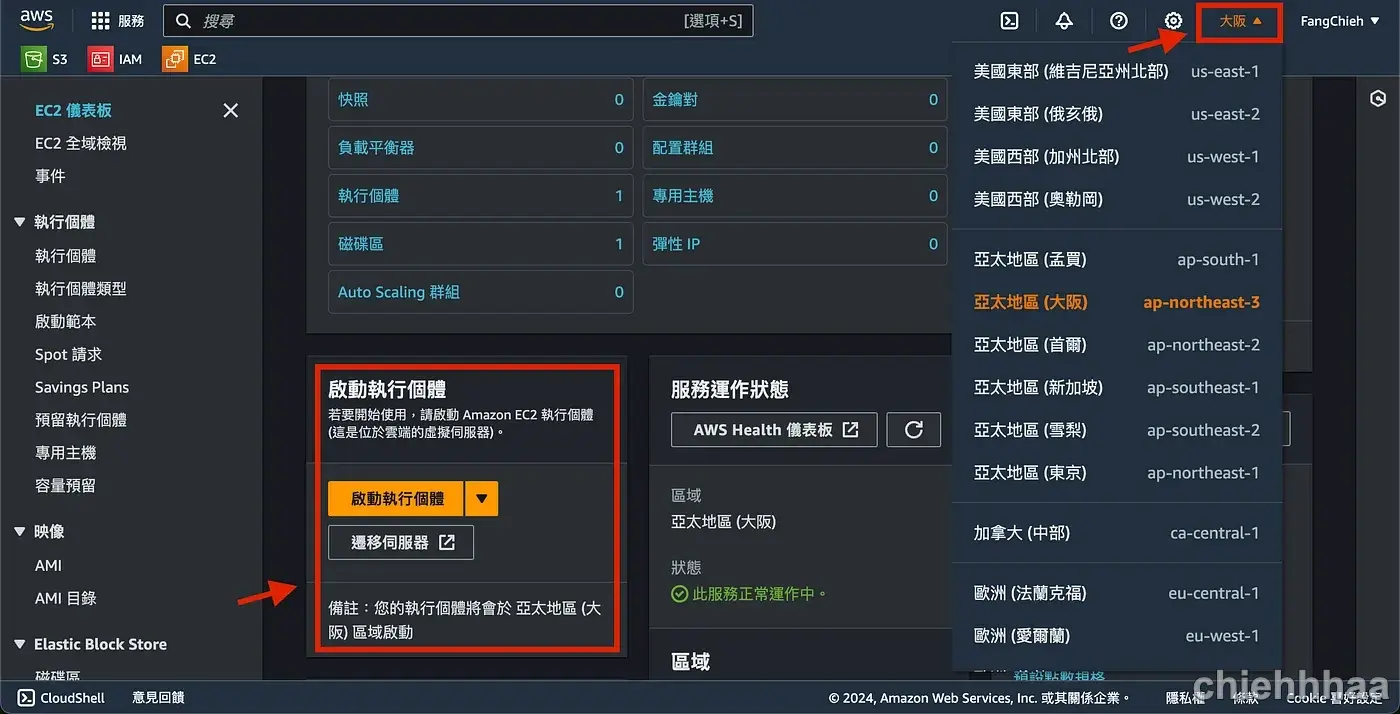 aws
服務
搜尋
[選項+S]
大阪
FangChieh
S3
IAM
EC2
EC2 儀表板
EC2 全域檢視
事件
執行個體
執行個體
執行個體類型
啟動範本
Spot 請求
Savings Plans
預留執行個體
專用主機
容量預留
映像
AMI
AMI 目錄
Elastic Block Store
磁碟區
快照 0
金鑰對 0
負載平衡器 0
配置群組 0
執行個體 1
專用主機 0
磁碟區 1
彈性 IP 0
Auto Scaling 群組 0
啟動執行個體
若要開始使用，請啟動 Amazon EC2 執行個體
(這是位於雲端的虛擬伺服器)。
啟動執行個體
遷移伺服器
備註：您的執行個體將會於 亞太地區 (大
阪) 區域啟動
服務運作狀態
AWS Health 儀表板
區域
亞太地區 (大阪)
狀態
此服務正常運作中。
區域
美國東部 (維吉尼亞州北部) us-east-1
美國東部 (俄亥俄) us-east-2
美國西部 (加州北部) us-west-1
美國西部 (奧勒岡) us-west-2
亞太地區 (孟買) ap-south-1
亞太地區 (大阪) ap-northeast-3
亞太地區 (首爾) ap-northeast-2
亞太地區 (新加坡) ap-southeast-1
亞太地區 (雪梨) ap-southeast-2
亞太地區 (東京) ap-northeast-1
加拿大 (中部) ca-central-1
歐洲 (法蘭克福) eu-central-1
歐洲 (愛爾蘭) eu-west-1
預設點數規格
CloudShell
意見回饋
© 2024, Amazon Web Services, Inc. 或其關係企業。
隱私權
條款
Cookie 喜好設定
chiehhhaa